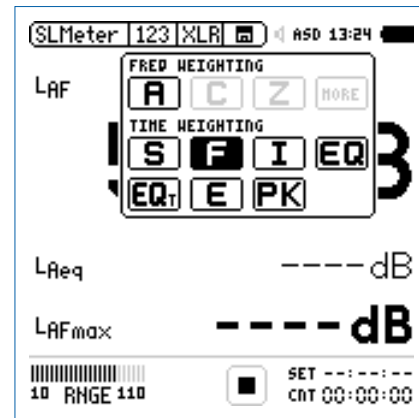 SLMeter 123 XLR ASD 13:24
FREQ WEIGHTING
LAF
A C Z MORE
TIME WEIGHTING
S F I EQ
EQT E PK
LAeq ----dB
LAFmax ----dB
SET --:--:--
10 RNGE 110 CNT 00:00:00